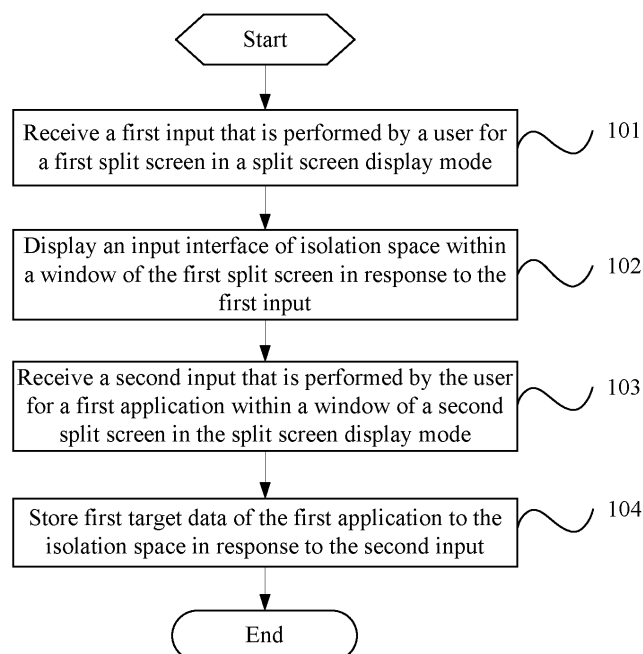 Start
Receive a first input that is performed by a user for
a first split screen in a split screen display mode
101
Display an input interface of isolation space within
a window of the first split screen in response to the
first input
102
Receive a second input that is performed by the user
for a first application within a window of a second
split screen in the split screen display mode
103
Store first target data of the first application to the
isolation space in response to the second input
104
End